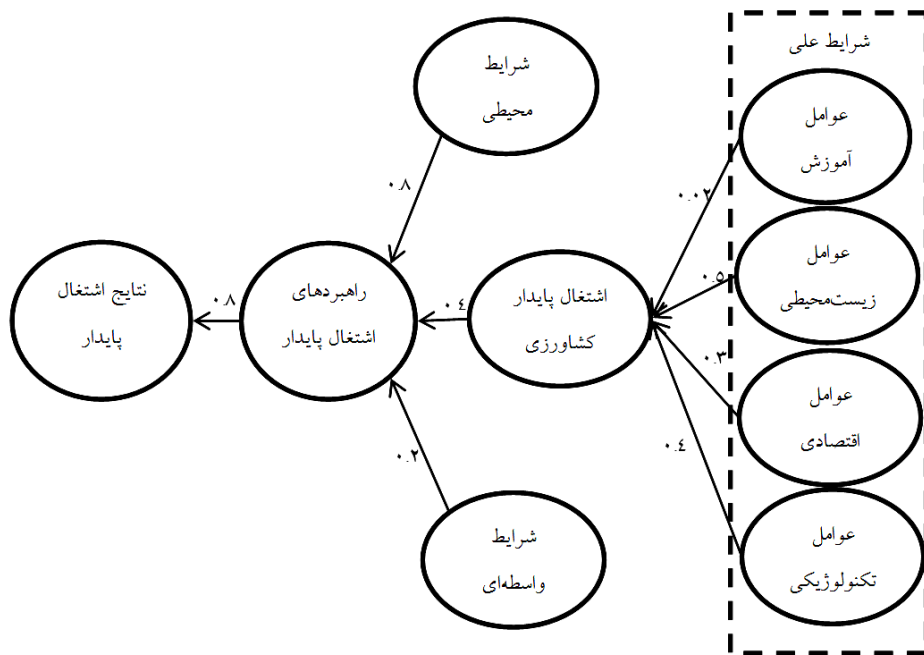 شرایط علی
عوامل
آموزش
عوامل
زیست‌محیطی
عوامل
اقتصادی
عوامل
تکنولوژیکی
۰.۰۲
۰.۵
۰.۳
۰.٤
اشتغال پایدار
کشاورزی
۰.٤
شرایط
محیطی
۰.۸
شرایط
واسطه‌ای
۰.۲
راهبردهای
اشتغال پایدار
۰.۸
نتایج اشتغال
پایدار